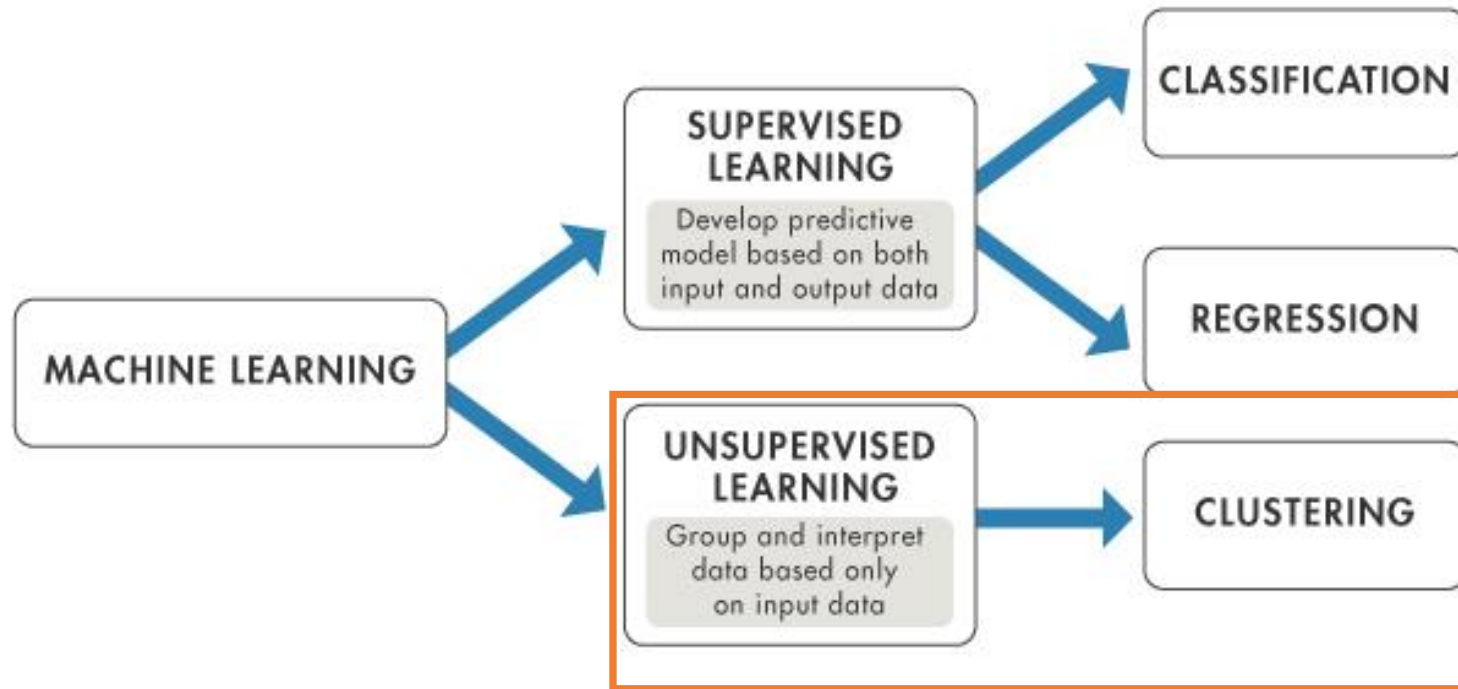 MACHINE LEARNING
SUPERVISED
LEARNING
Develop predictive
model based on both
input and output data
CLASSIFICATION
REGRESSION
UNSUPERVISED
LEARNING
Group and interpret
data based only
on input data
CLUSTERING